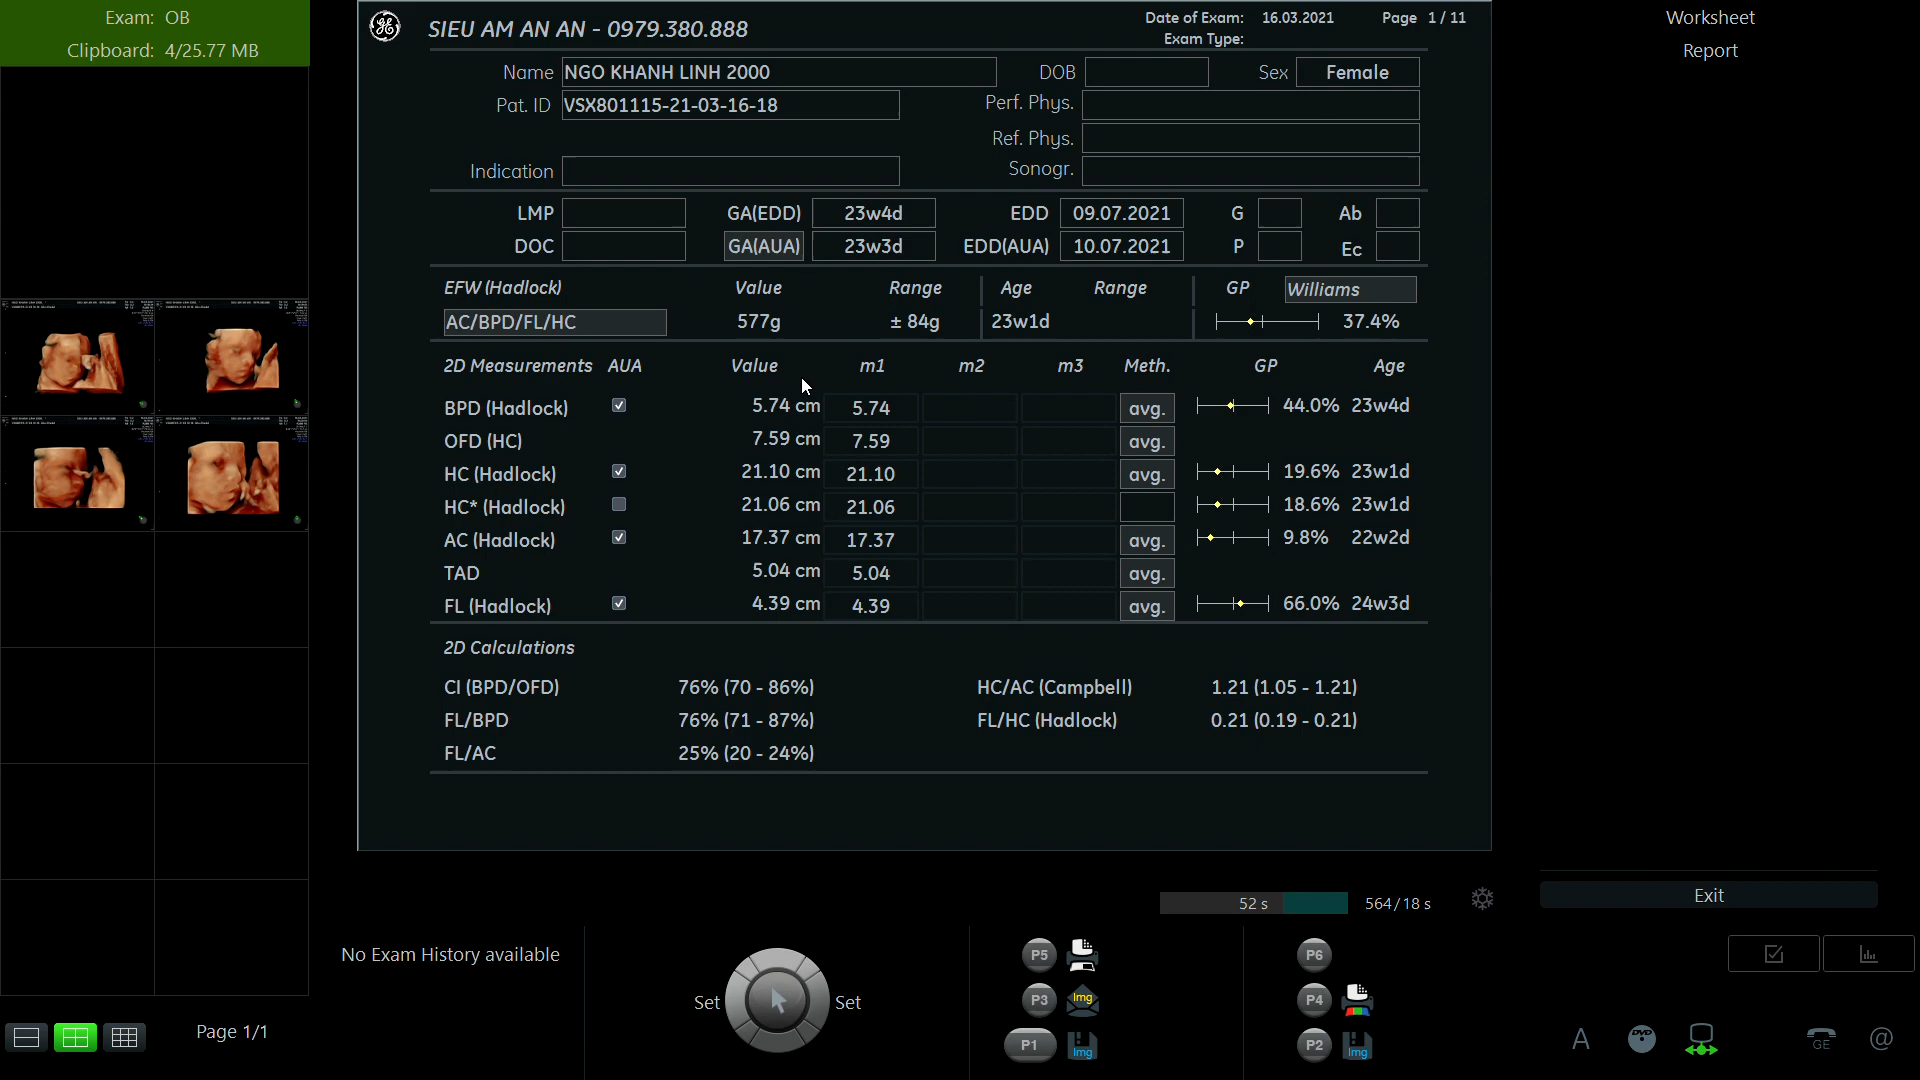 Exam: OB
Clipboard: 4/25.77 MB
SIEU AM AN AN - 0979.380.888
Date of Exam: 16.03.2021 Page 1 / 11
Exam Type:
Name NGO KHANH LINH 2000 DOB Sex Female
Pat. ID VSX801115-21-03-16-18 Perf. Phys.
Ref. Phys.
Indication Sonogr.
LMP GA(EDD) 23w4d EDD 09.07.2021 G Ab
DOC GA(AUA) 23w3d EDD(AUA) 10.07.2021 P Ec
EFW (Hadlock) Value Range Age Range GP Williams
AC/BPD/FL/HC 577g ± 84g 23w1d 37.4%
2D Measurements AUA Value m1 m2 m3 Meth. GP Age
BPD (Hadlock) 5.74 cm 5.74 avg. 44.0% 23w4d
OFD (HC) 7.59 cm 7.59 avg.
HC (Hadlock) 21.10 cm 21.10 avg. 19.6% 23w1d
HC* (Hadlock) 21.06 cm 21.06 18.6% 23w1d
AC (Hadlock) 17.37 cm 17.37 avg. 9.8% 22w2d
TAD 5.04 cm 5.04 avg.
FL (Hadlock) 4.39 cm 4.39 avg. 66.0% 24w3d
2D Calculations
CI (BPD/OFD) 76% (70 - 86%) HC/AC (Campbell) 1.21 (1.05 - 1.21)
FL/BPD 76% (71 - 87%) FL/HC (Hadlock) 0.21 (0.19 - 0.21)
FL/AC 25% (20 - 24%)
Worksheet
Report
52 s 564/18 s
Exit
No Exam History available
Set Set
P5 P6
P3 Img P4
P1 Img P2 Img
Page 1/1
A DVD GE @